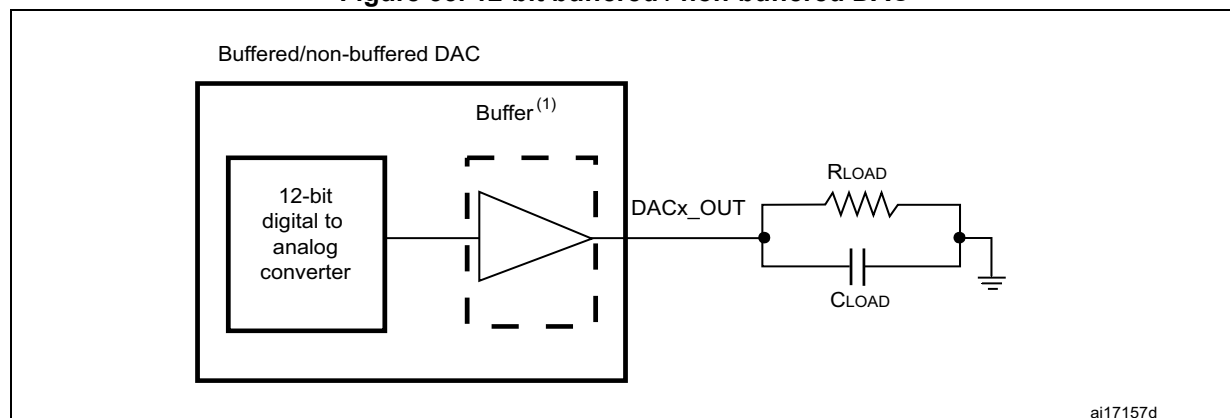 Buffered/non-buffered DAC
Buffer(1)
12-bit
digital to
analog
converter
DACx_OUT
RLOAD
CLOAD
ai17157d